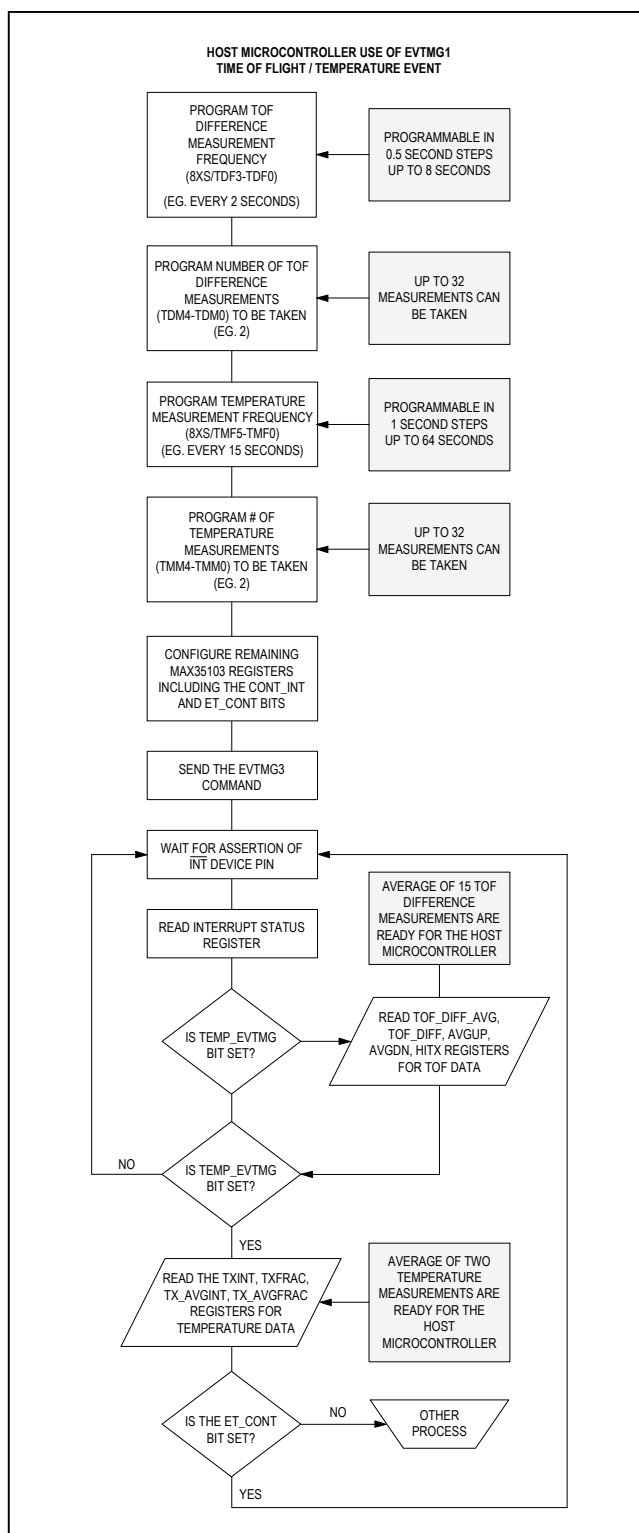 HOST MICROCONTROLLER USE OF EVTMG1
TIME OF FLIGHT / TEMPERATURE EVENT
PROGRAM TOF
DIFFERENCE
MEASUREMENT
FREQUENCY
(8XS/TDF3-TDF0)
(EG. EVERY 2 SECONDS)
PROGRAMMABLE IN
0.5 SECOND STEPS
UP TO 8 SECONDS
PROGRAM NUMBER OF TOF
DIFFERENCE
MEASUREMENTS
(TDM4-TDM0) TO BE TAKEN
(EG. 2)
UP TO 32
MEASUREMENTS CAN
BE TAKEN
PROGRAM TEMPERATURE
MEASUREMENT FREQUENCY
(8XS/TMF5-TMF0)
(EG. EVERY 15 SECONDS)
PROGRAMMABLE IN
1 SECOND STEPS
UP TO 64 SECONDS
PROGRAM # OF
TEMPERATURE
MEASUREMENTS
(TMM4-TMM0) TO BE TAKEN
(EG. 2)
UP TO 32
MEASUREMENTS CAN
BE TAKEN
CONFIGURE REMAINING
MAX35103 REGISTERS
INCLUDING THE CONT_INT
AND ET_CONT BITS
SEND THE EVTMG3
COMMAND
WAIT FOR ASSERTION OF
INT DEVICE PIN
READ INTERRUPT STATUS
REGISTER
AVERAGE OF 15 TOF
DIFFERENCE
MEASUREMENTS ARE
READY FOR THE HOST
MICROCONTROLLER
IS TEMP_EVTMG
BIT SET?
READ TOF_DIFF_AVG,
TOF_DIFF, AVGUP,
AVGDN, HITX REGISTERS
FOR TOF DATA
NO
IS TEMP_EVTMG
BIT SET?
YES
READ THE TXINT, TXFRAC,
TX_AVGINT, TX_AVGFRAC
REGISTERS FOR
TEMPERATURE DATA
AVERAGE OF TWO
TEMPERATURE
MEASUREMENTS ARE
READY FOR THE
HOST
MICROCONTROLLER
IS THE ET_CONT
BIT SET?
NO
OTHER
PROCESS
YES